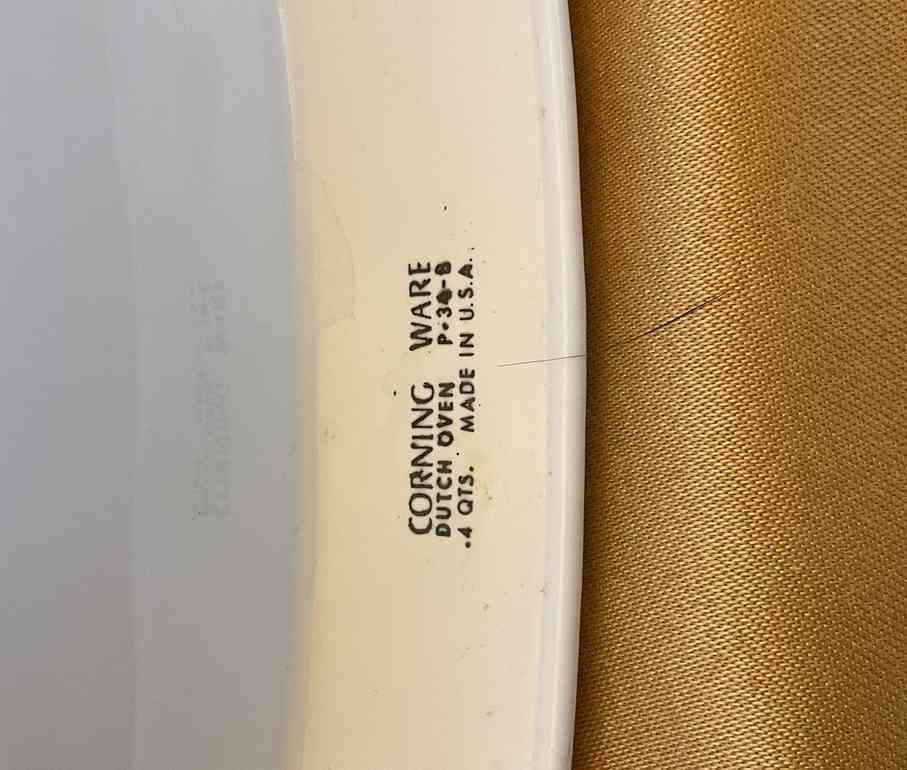 CORNING WARE
DUTCH OVEN P-34-B
4 QTS. MADE IN U.S.A.